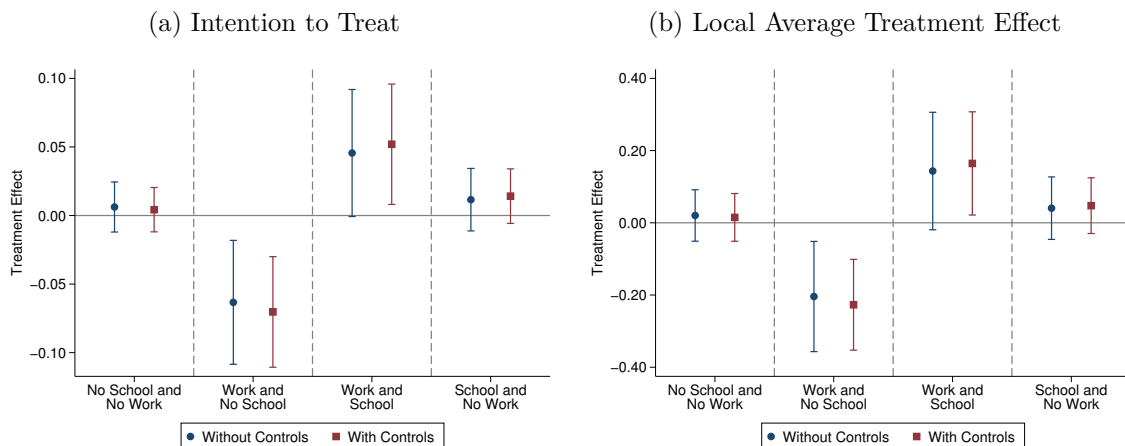 (a) Intention to Treat
(b) Local Average Treatment Effect
Treatment Effect
0.10
0.05
0.00
−0.05
−0.10
No School and
No Work
Work and
No School
Work and
School
School and
No Work
Without Controls
With Controls
Treatment Effect
0.40
0.20
0.00
−0.20
−0.40
No School and
No Work
Work and
No School
Work and
School
School and
No Work
Without Controls
With Controls